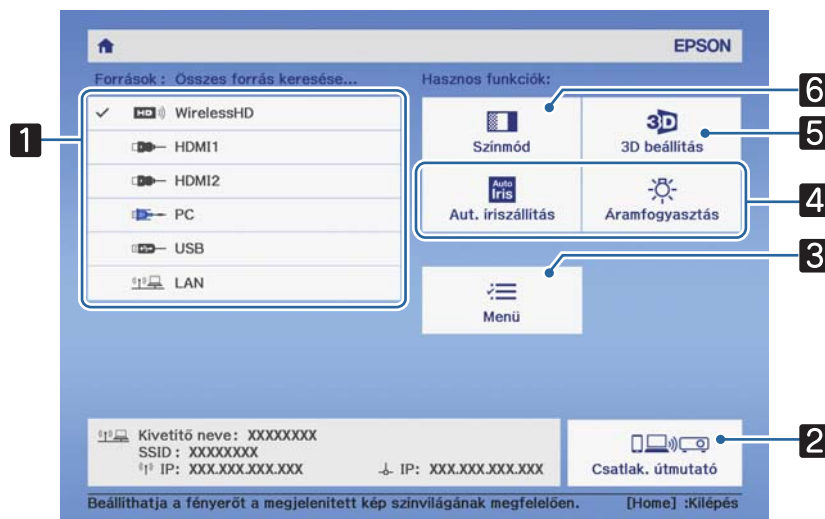 EPSON
Források : Összes forrás keresése...
Hasznos funkciók:
1
WirelessHD
HDMI1
HDMI2
PC
USB
LAN
6
Színmód
5
3D
3D beállítás
4
Auto Iris
Aut. íriszállítás
Áramfogyasztás
3
Menü
Kivetítő neve: XXXXXXXX
SSID : XXXXXXXX
IP: XXX.XXX.XXX.XXX
IP: XXX.XXX.XXX.XXX
2
Csatlak. útmutató
Beállíthatja a fényerőt a megjelenített kép színvilágának megfelelően.
[Home] :Kilépés